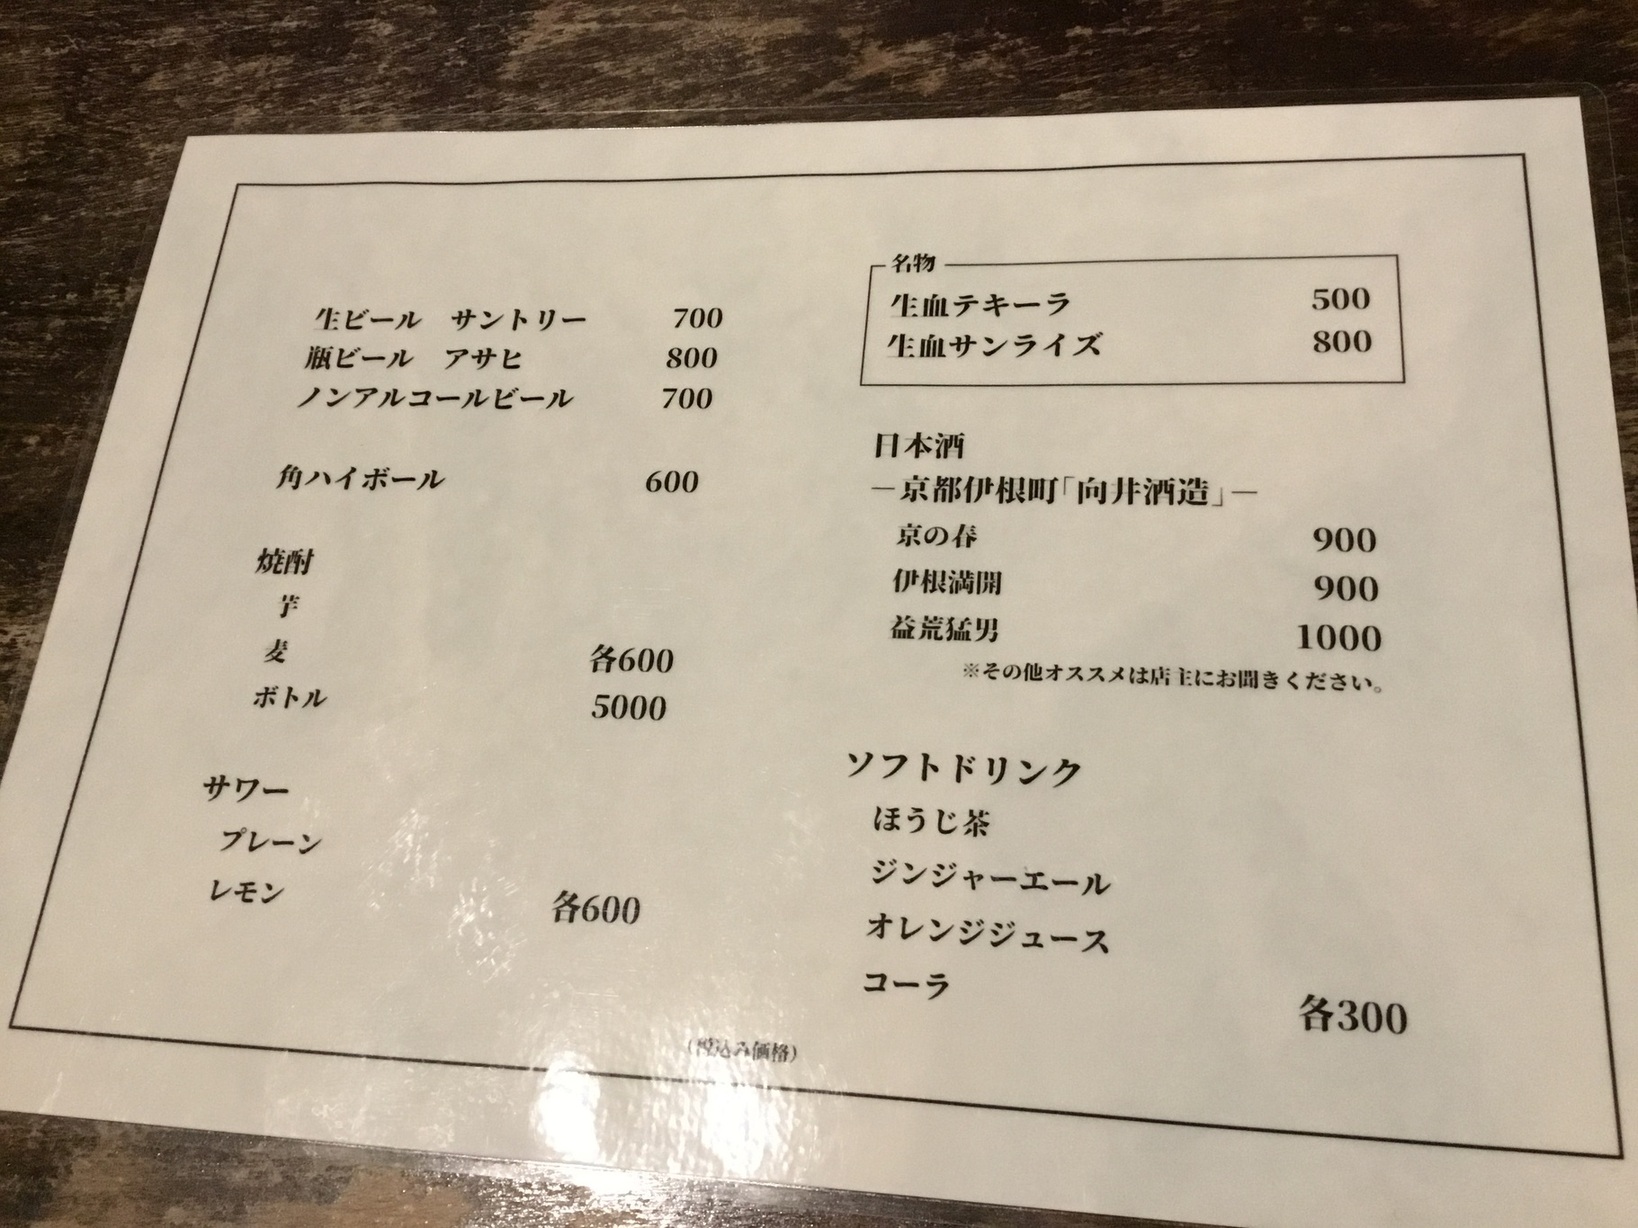 生ビール サントリー 700
瓶ビール アサヒ 800
ノンアルコールビール 700
角ハイボール 600
焼酎
芋
麦 各600
ボトル 5000
サワー
プレーン
レモン 各600
名物
生血テキーラ 500
生血サンライズ 800
日本酒
―京都伊根町「向井酒造」―
京の春 900
伊根満開 900
益荒猛男 1000
※その他オススメは店主にお聞きください。
ソフトドリンク
ほうじ茶
ジンジャーエール
オレンジジュース
コーラ
各300
(税込み価格)